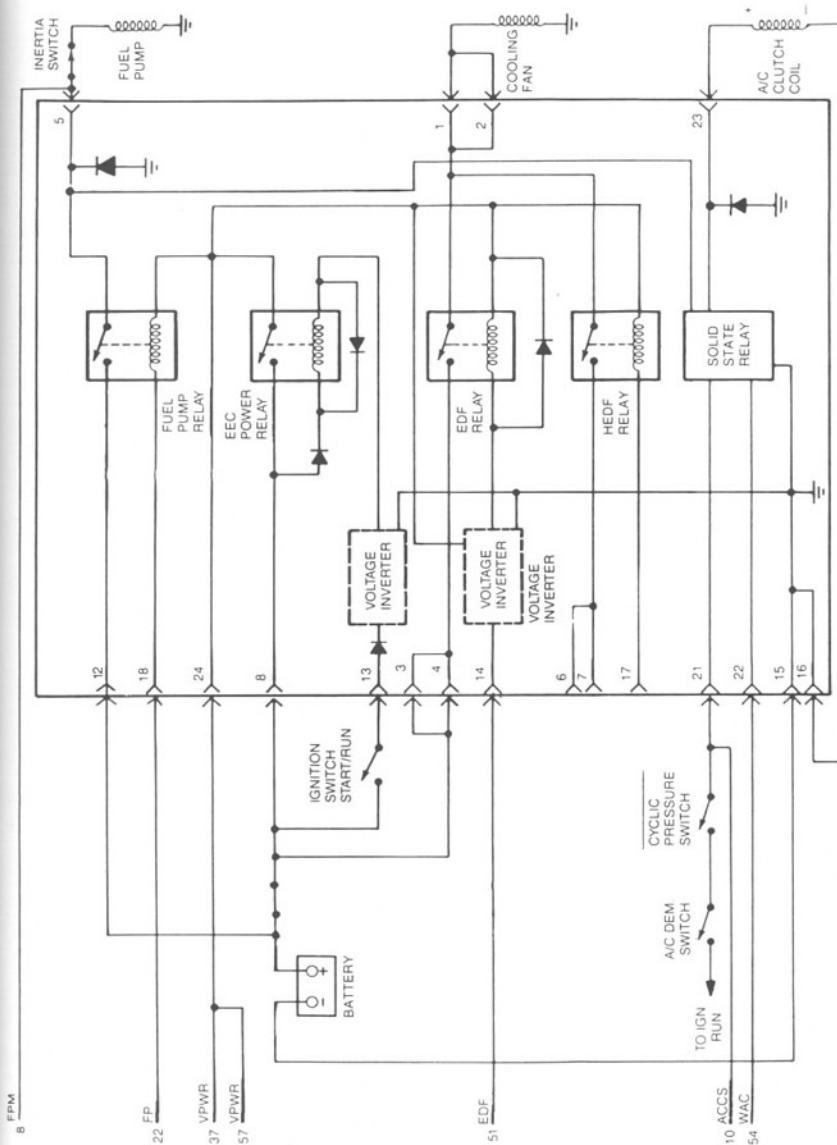 INERTIA
SWITCH
FUEL
PUMP
COOLING
FAN
A/C
CLUTCH
COIL
+
−
5
1
2
23
FUEL
PUMP
RELAY
EEC
POWER
RELAY
EDF
RELAY
HEDF
RELAY
SOLID
STATE
RELAY
VOLTAGE
INVERTER
VOLTAGE
INVERTER
VOLTAGE
INVERTER
12
18
24
8
13
3
4
14
6
7
17
21
22
15
16
IGNITION
SWITCH
START/RUN
CYCLIC
PRESSURE
SWITCH
A/C DEM
SWITCH
TO IGN
RUN
+
−
BATTERY
FPM
8
FP
22
VPWR
37
VPWR
57
EDF
51
ACCS
10
WAC
54